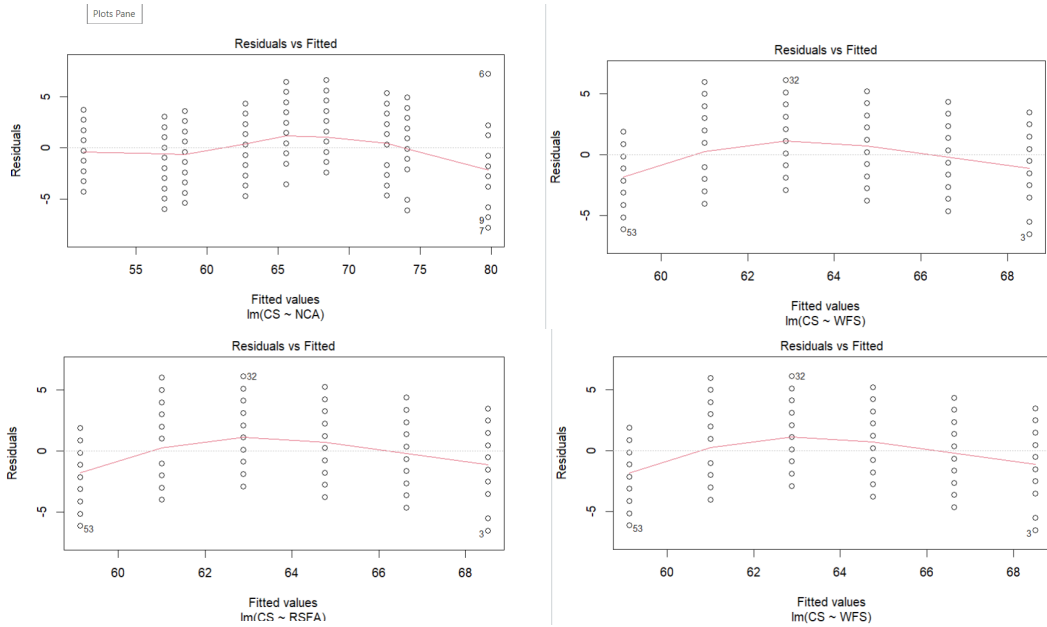 Plots Pane
Residuals vs Fitted
Residuals
5
0
-5
6
9
7
55 60 65 70 75 80
Fitted values
lm(CS ~ NCA)
Residuals vs Fitted
Residuals
5
0
-5
32
53
3
60 62 64 66 68
Fitted values
lm(CS ~ WFS)
Residuals vs Fitted
Residuals
5
0
-5
32
53
3
60 62 64 66 68
Fitted values
lm(CS ~ RSFA)
Residuals vs Fitted
Residuals
5
0
-5
32
53
3
60 62 64 66 68
Fitted values
lm(CS ~ WFS)